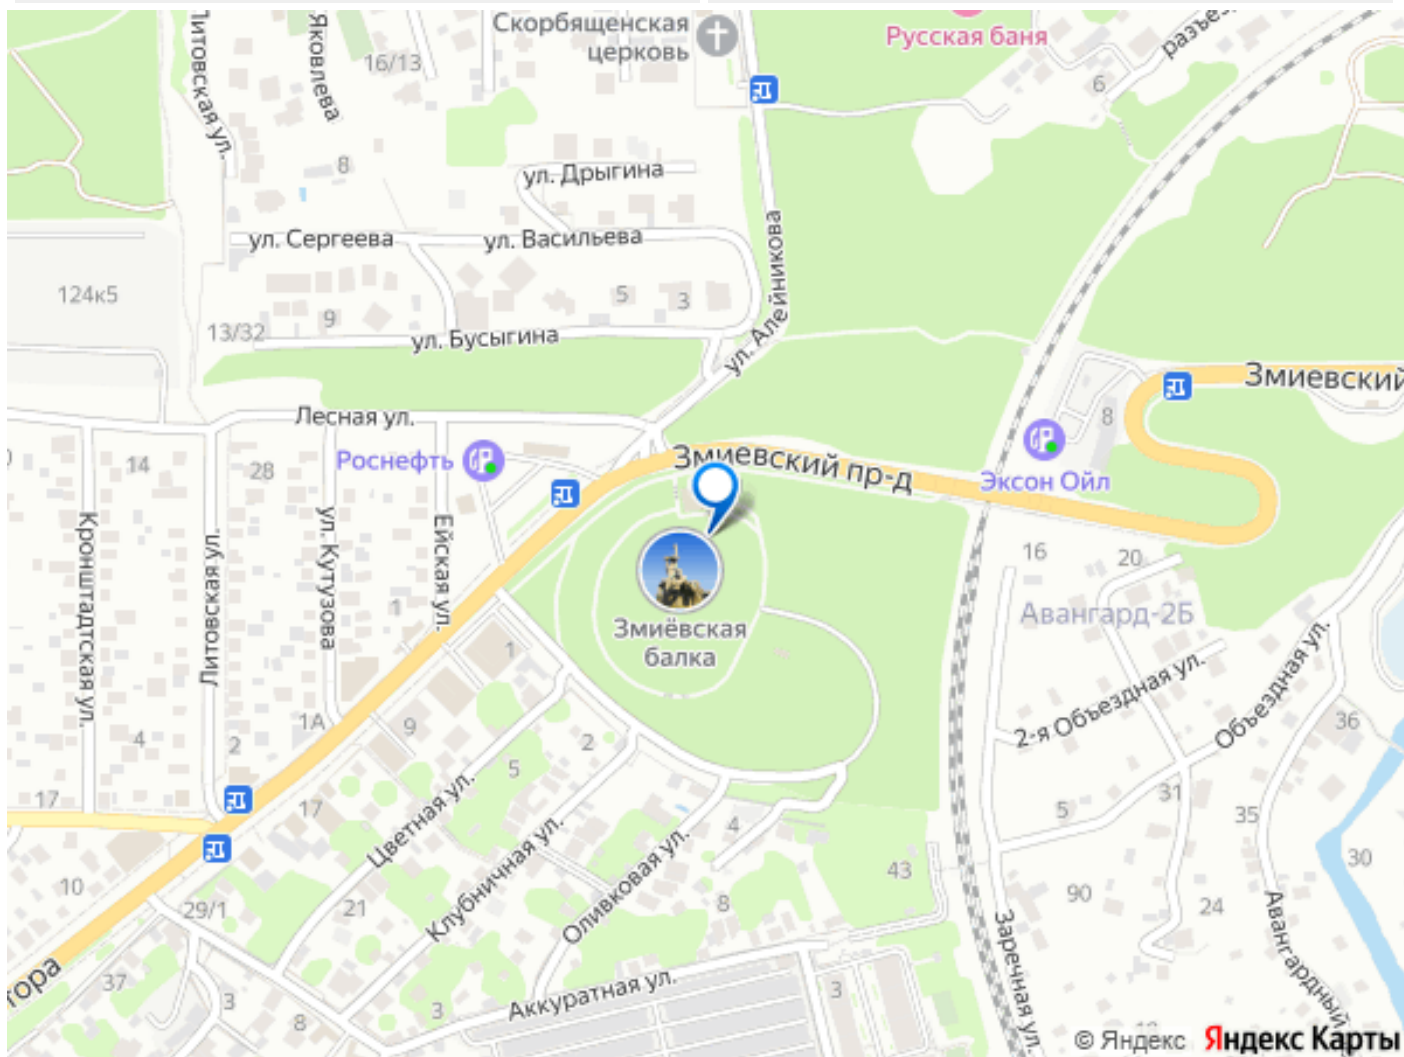 Скорбященская
церковь
Русская баня
разъезд
Литовская ул.
Яковлева
16/13
6
8
ул. Дрыгина
ул. Сергеева
ул. Васильева
ул. Алейникова
124к5
5
3
9
13/32
ул. Бусыгина
Змиевский
Лесная ул.
8
Роснефть
Змиевский пр-д
Эксон Ойл
14
28
Кронштадтская ул.
Литовская ул.
ул. Кутузова
Ейская ул.
16
20
1
Змиёвская
балка
Авангард-2Б
1
2-я Объездная ул.
Объездная ул.
1А
9
2
4
2
5
36
17
17
Цветная ул.
Клубничная ул.
Оливковая ул.
4
5
31
35
30
10
29/1
21
8
43
90
24
тора
37
3
8
3
Аккуратная ул.
3
Заречная ул.
Авангардный
© Яндекс Яндекс Карты